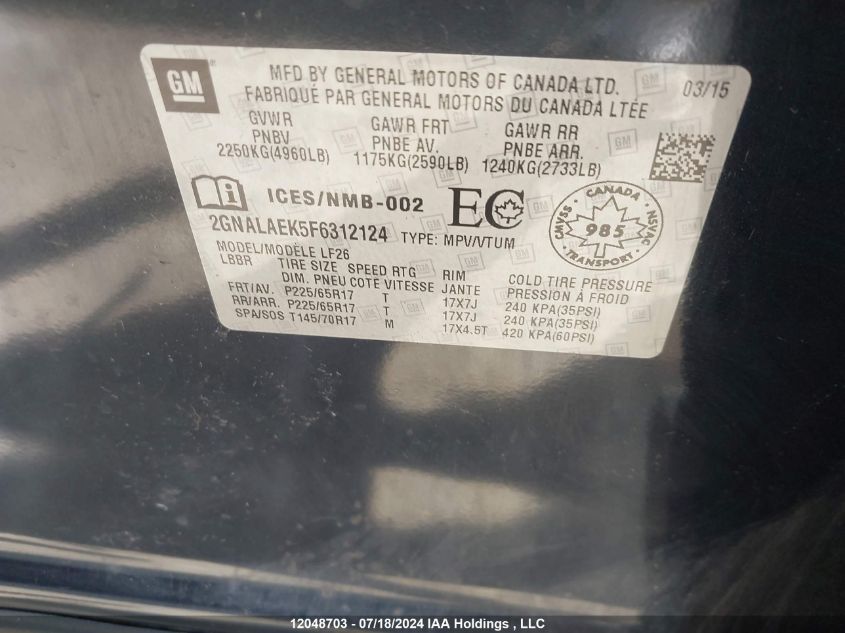 GM
MFD BY GENERAL MOTORS OF CANADA LTD. 03/15
FABRIQUÉ PAR GENERAL MOTORS DU CANADA LTÉE
GVWR GAWR FRT GAWR RR
PNBV PNBE AV. PNBE ARR.
2250KG(4960LB) 1175KG(2590LB) 1240KG(2733LB)
ICES/NMB-002 EC
2GNALAEK5F6312124 TYPE: MPV/VTUM
CANADA
CMVSS 985 NSVAC
TRANSPORT
MODEL/MODÈLE LF26
LBBR TIRE SIZE SPEED RTG RIM COLD TIRE PRESSURE
DIM. PNEU COTE VITESSE JANTE PRESSION À FROID
FRT/AV. P225/65R17 T 17X7J 240 KPA(35PSI)
RR/ARR. P225/65R17 T 17X7J 240 KPA(35PSI)
SPA/SOS T145/70R17 M 17X4.5T 420 KPA(60PSI)
12048703 - 07/18/2024 IAA Holdings , LLC